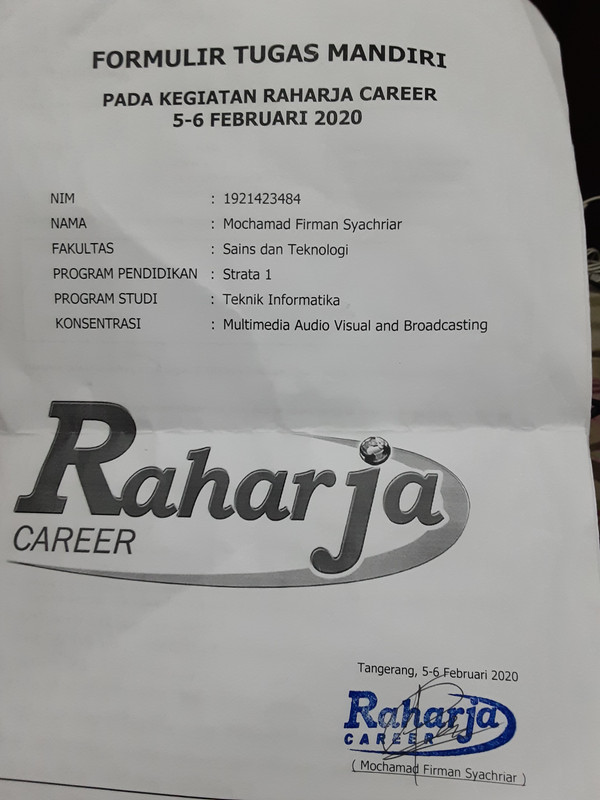 FORMULIR TUGAS MANDIRI
PADA KEGIATAN RAHARJA CAREER
5-6 FEBRUARI 2020
NIM : 1921423484
NAMA : Mochamad Firman Syachriar
FAKULTAS : Sains dan Teknologi
PROGRAM PENDIDIKAN : Strata 1
PROGRAM STUDI : Teknik Informatika
KONSENTRASI : Multimedia Audio Visual and Broadcasting
Raharja
CAREER
Tangerang, 5-6 Februari 2020
Raharja
CAREER
( Mochamad Firman Syachriar )